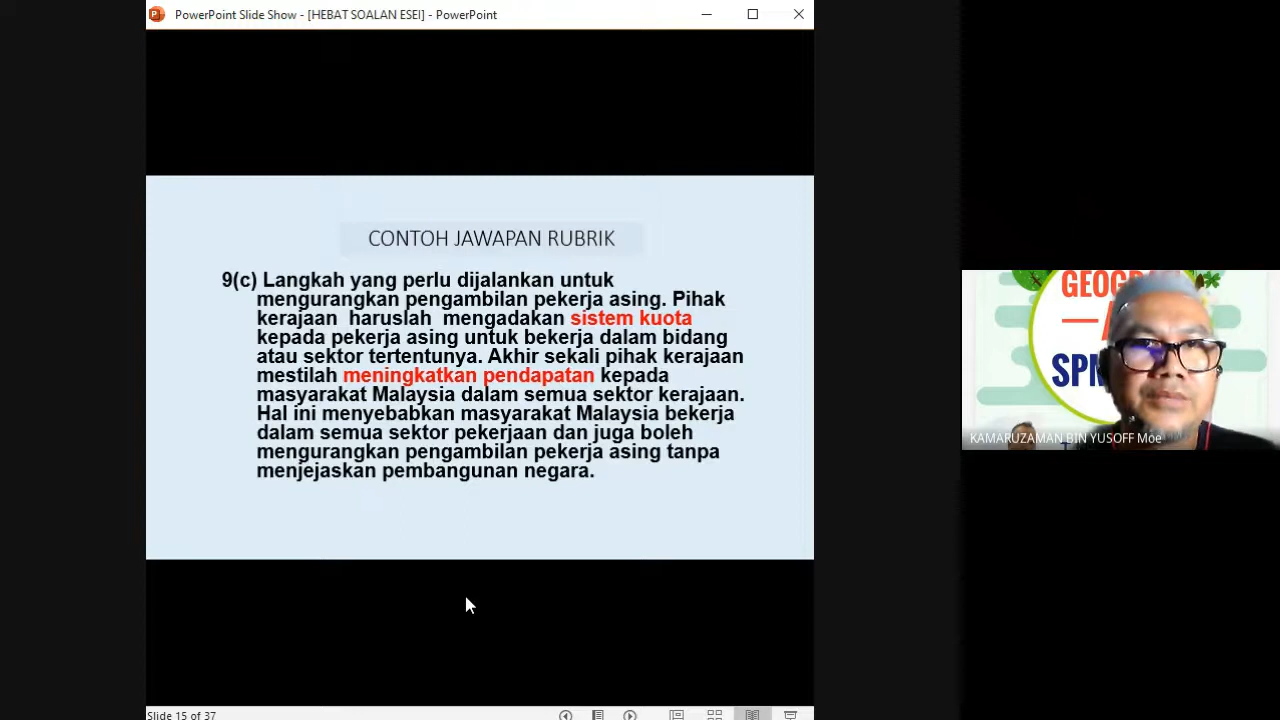 PowerPoint Slide Show - [HEBAT SOALAN ESEI] - PowerPoint
CONTOH JAWAPAN RUBRIK
9(c) Langkah yang perlu dijalankan untuk
mengurangkan pengambilan pekerja asing. Pihak
kerajaan haruslah mengadakan sistem kuota
kepada pekerja asing untuk bekerja dalam bidang
atau sektor tertentunya. Akhir sekali pihak kerajaan
mestilah meningkatkan pendapatan kepada
masyarakat Malaysia dalam semua sektor kerajaan.
Hal ini menyebabkan masyarakat Malaysia bekerja
dalam semua sektor pekerjaan dan juga boleh
mengurangkan pengambilan pekerja asing tanpa
menjejaskan pembangunan negara.
SPM
KAMARUZAMAN BIN YUSOFF Moe
Slide 15 of 37